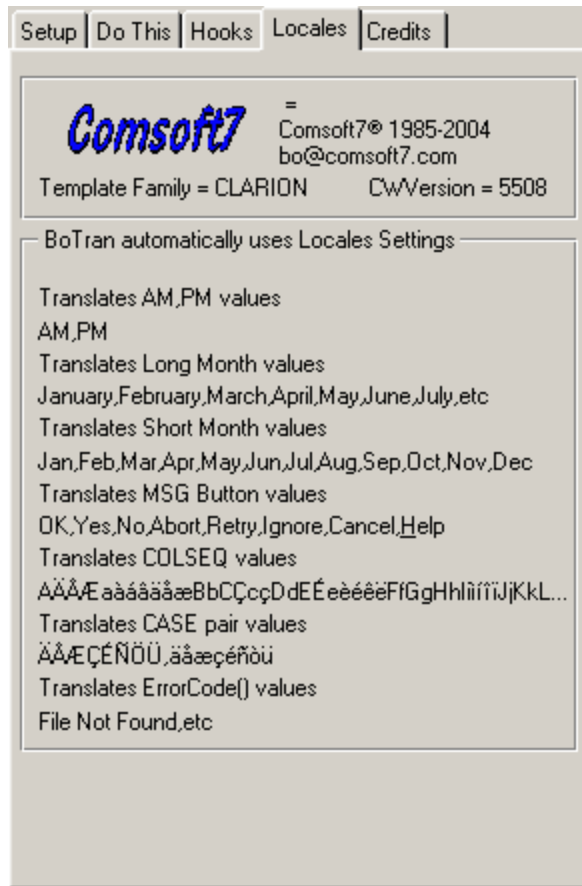 Setup Do This Hooks Locales Credits
Comsoft7
=
Comsoft7® 1985-2004
bo@comsoft7.com
Template Family = CLARION CwVersion = 5508
BoTran automatically uses Locales Settings
Translates AM,PM values
AM,PM
Translates Long Month values
January,February,March,April,May,June,July,etc
Translates Short Month values
Jan,Feb,Mar,Apr,May,Jun,Jul,Aug,Sep,Oct,Nov,Dec
Translates MSG Button values
OK,Yes,No,Abort,Retry,Ignore,Cancel,Help
Translates COLSEQ values
AÄÅÆaàáâäåæBbCÇcçDdEÉeèéêëFfGgHhIiìíîïJjKkL...
Translates CASE pair values
ÄÅÆÇÉÑÖÜ,äåæçéñöü
Translates ErrorCode() values
File Not Found,etc